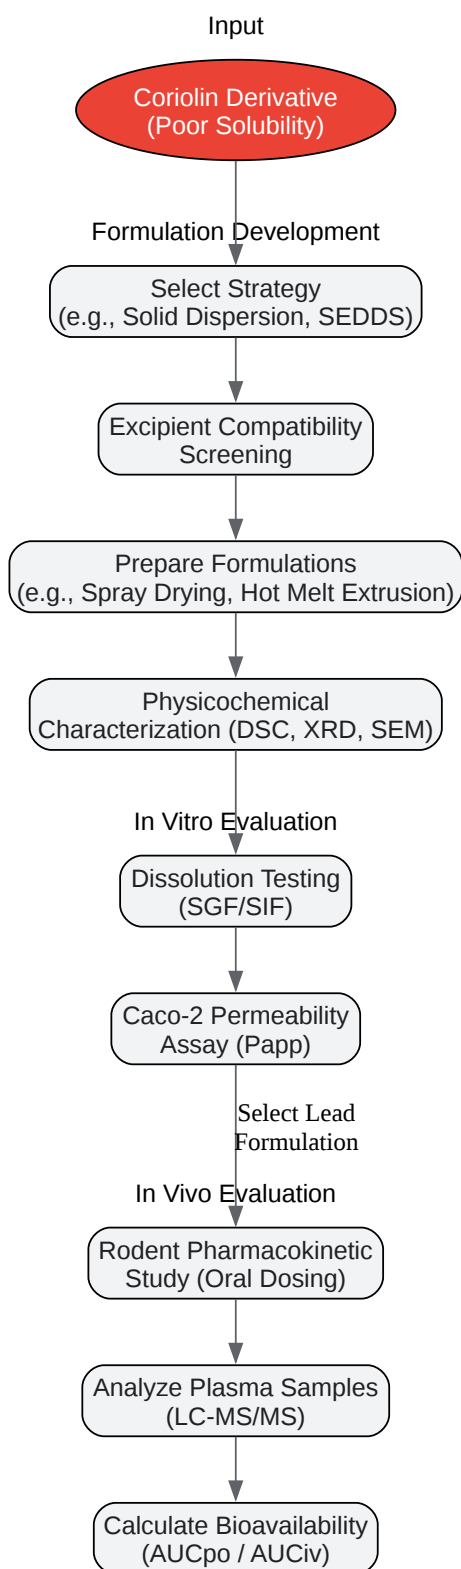 Input
Coriolin Derivative
(Poor Solubility)
Formulation Development
Select Strategy
(e.g., Solid Dispersion, SEDDS)
Excipient Compatibility
Screening
Prepare Formulations
(e.g., Spray Drying, Hot Melt Extrusion)
Physicochemical
Characterization (DSC, XRD, SEM)
In Vitro Evaluation
Dissolution Testing
(SGF/SIF)
Caco-2 Permeability
Assay (Papp)
Select Lead
Formulation
In Vivo Evaluation
Rodent Pharmacokinetic
Study (Oral Dosing)
Analyze Plasma Samples
(LC-MS/MS)
Calculate Bioavailability
(AUCpo / AUCiv)